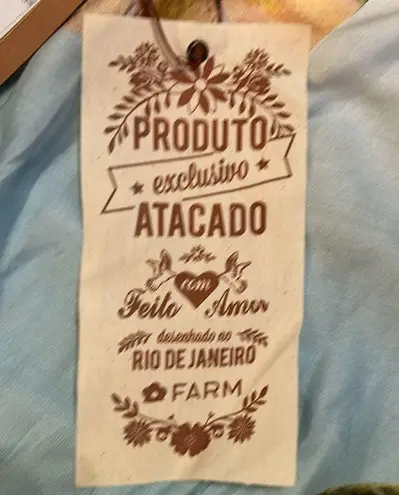 PRODUTO
exclusivo
ATACADO
com
Feito Amor
desenhado no
RIO DE JANEIRO
FARM